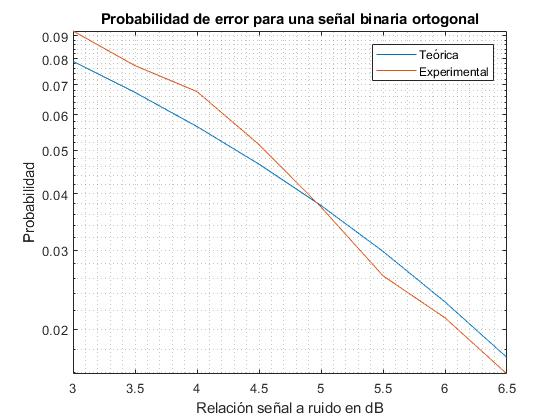 Probabilidad de error para una señal binaria ortogonal
0.09
0.08
0.07
0.06
0.05
0.04
0.03
0.02
Probabilidad
Teórica
Experimental
3 3.5 4 4.5 5 5.5 6 6.5
Relación señal a ruido en dB